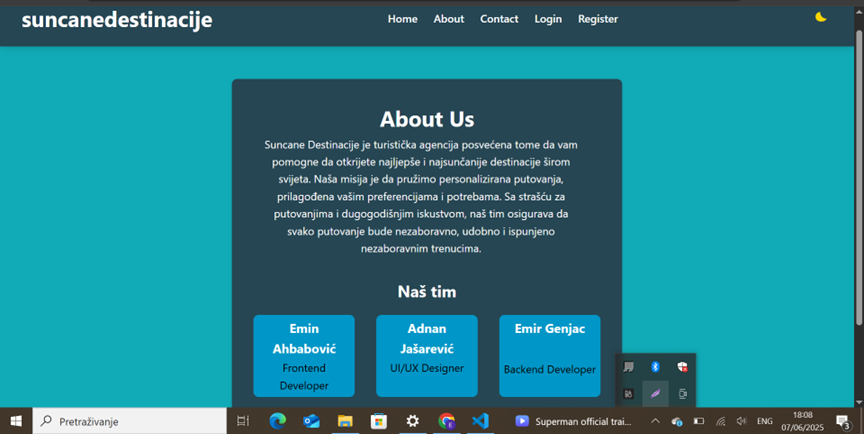 suncanedestinacije
Home About Contact Login Register
About Us
Suncane Destinacije je turistička agencija posvećena tome da vam
pomogne da otkrijete najljepše i najsunčanije destinacije širom
svijeta. Naša misija je da pružimo personalizirana putovanja,
prilagođena vašim preferencijama i potrebama. Sa strašću za
putovanjima i dugogodišnjim iskustvom, naš tim osigurava da
svako putovanje bude nezaboravno, udobno i ispunjeno
nezaboravnim trenucima.
Naš tim
Emin
Ahbabović
Frontend
Developer
Adnan
Jašarević
UI/UX Designer
Emir Genjac
Backend Developer
Pretraživanje
Superman official trai...
ENG
18:08
07/06/2025
3